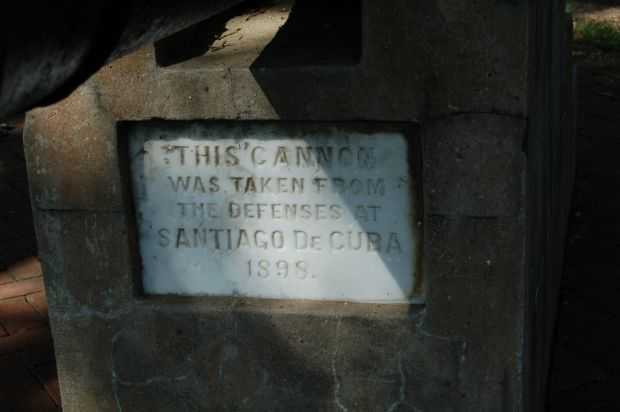 THIS CANNON
WAS TAKEN FROM
THE DEFENSES AT
SANTIAGO DE CUBA
1898.